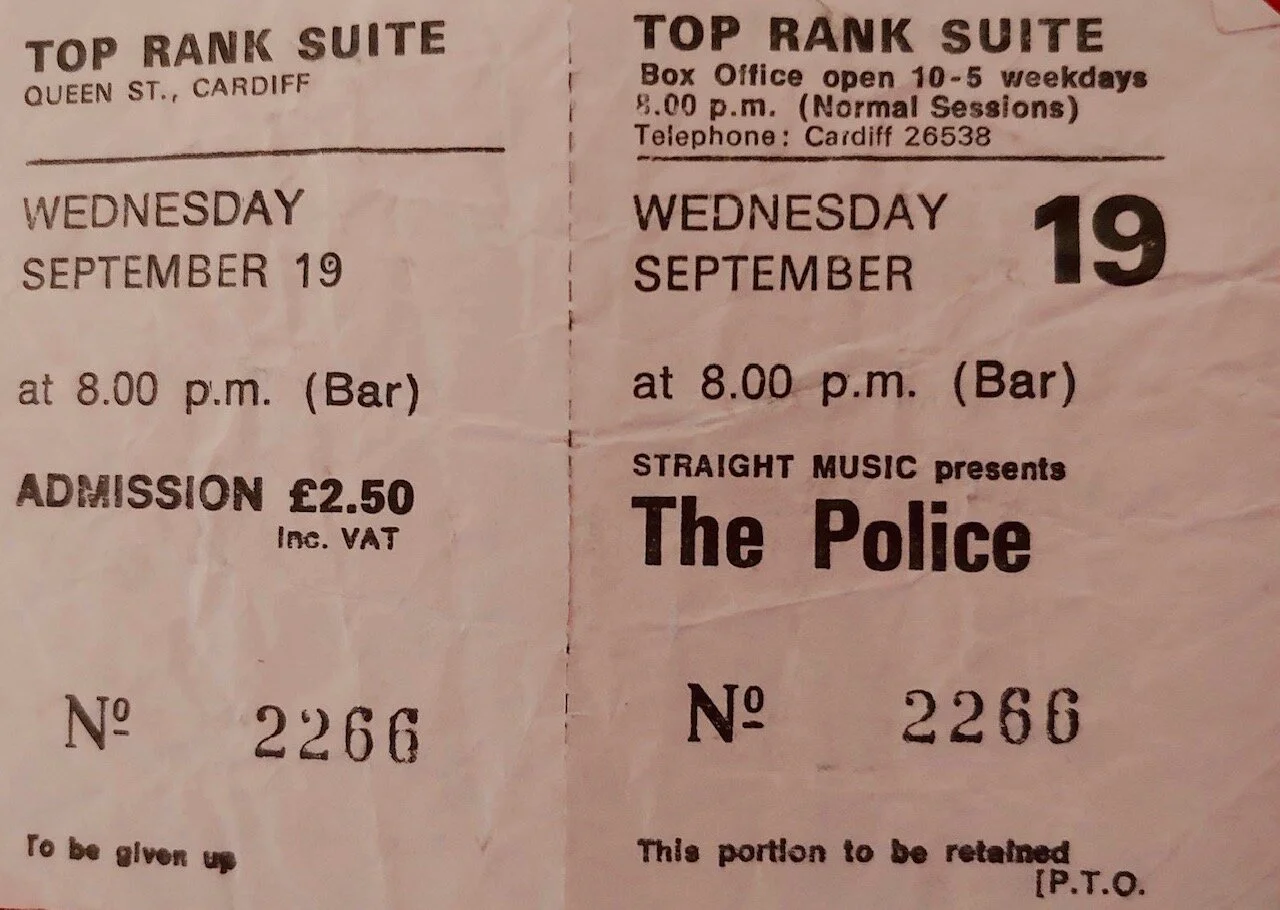 TOP RANK SUITE
QUEEN ST., CARDIFF
WEDNESDAY
SEPTEMBER 19
at 8.00 p.m. (Bar)
ADMISSION £2.50
Inc. VAT
Nº 2266
To be given up
TOP RANK SUITE
Box Office open 10-5 weekdays
8.00 p.m. (Normal Sessions)
Telephone: Cardiff 26538
WEDNESDAY 19
SEPTEMBER
at 8.00 p.m. (Bar)
STRAIGHT MUSIC presents
The Police
Nº 2266
This portion to be retained
[P.T.O.